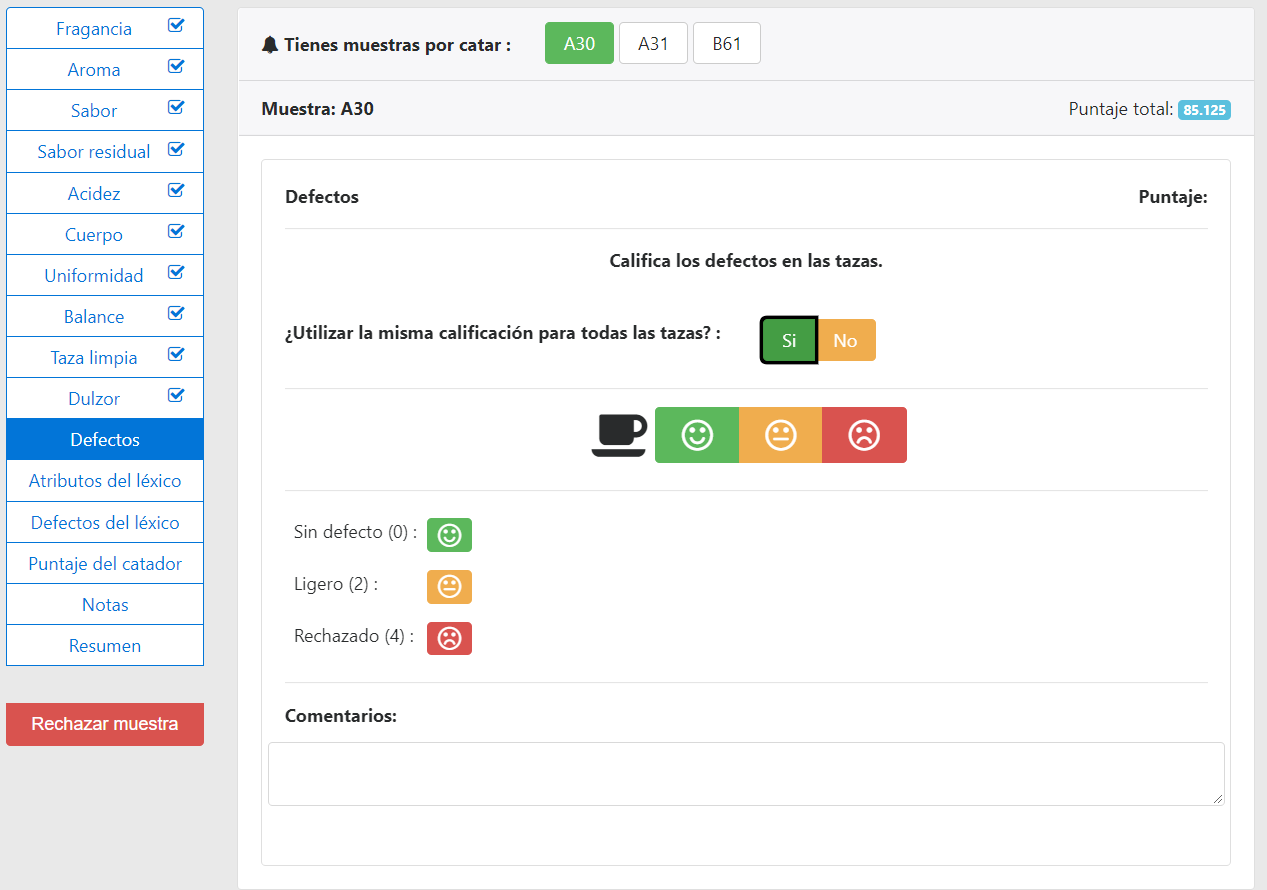 Fragancia
Aroma
Sabor
Sabor residual
Acidez
Cuerpo
Uniformidad
Balance
Taza limpia
Dulzor
Defectos
Atributos del léxico
Defectos del léxico
Puntaje del catador
Notas
Resumen
Rechazar muestra
Tienes muestras por catar : A30 A31 B61
Muestra: A30 Puntaje total: 85.125
Defectos Puntaje:
Califica los defectos en las tazas.
¿Utilizar la misma calificación para todas las tazas? : Si No
Sin defecto (0) :
Ligero (2) :
Rechazado (4) :
Comentarios: